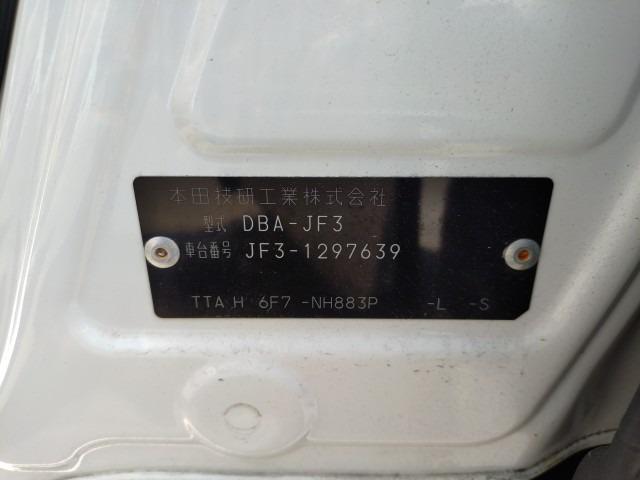 本田技研工業株式会社
型式 DBA-JF3
車台番号 JF3-1297639
TTA H 6F7 -NH883P -L -S